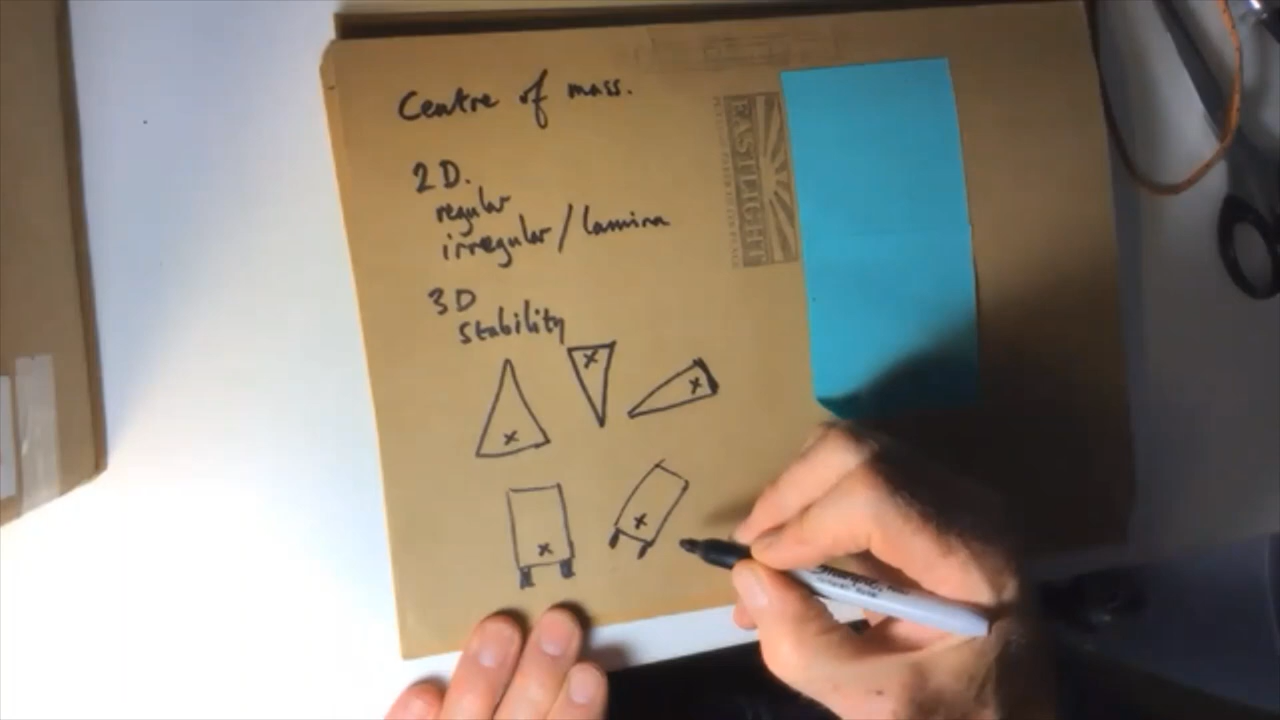 Centre of mass.
2D.
regular
irregular / lamina
3D
stability
EASTLIGHT